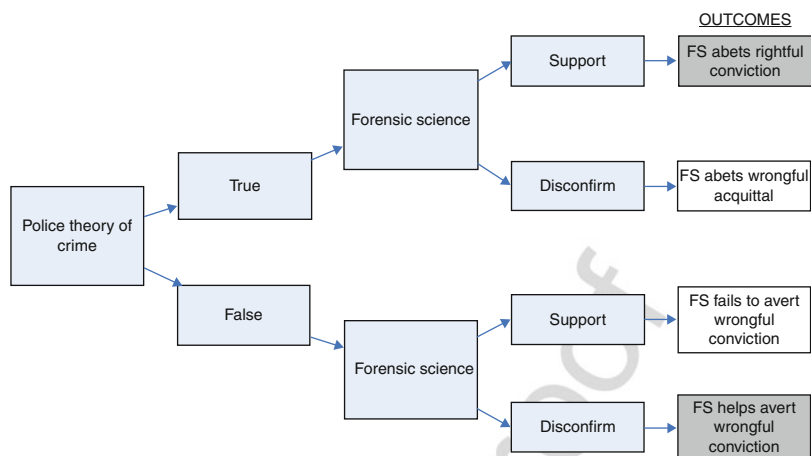 OUTCOMES
FS abets rightful
conviction
Support
Forensic science
True
Disconfirm
FS abets wrongful
acquittal
Police theory of
crime
False
Forensic science
Support
FS fails to avert
wrongful
conviction
Disconfirm
FS helps avert
wrongful
conviction